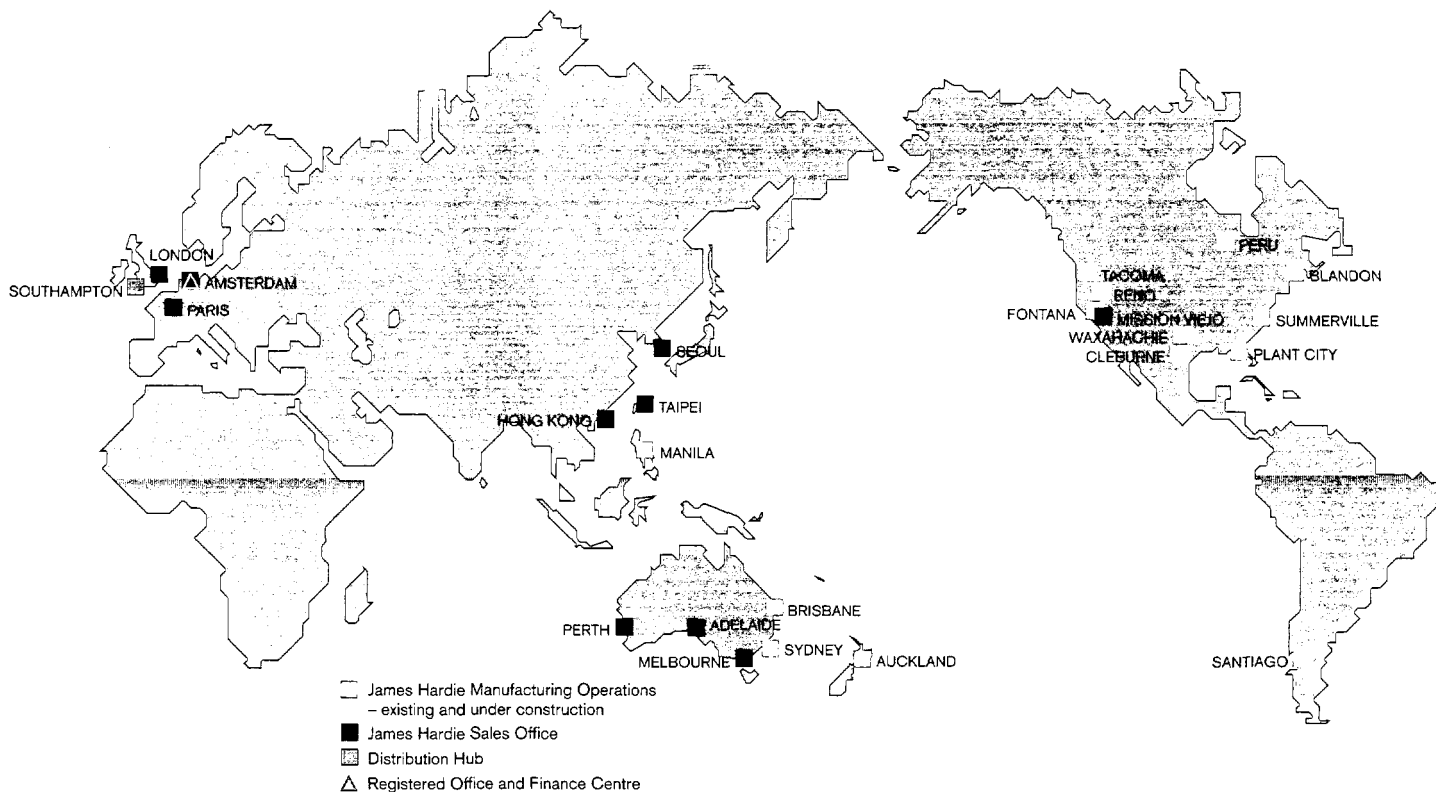 LONDON
SOUTHAMPTON
AMSTERDAM
PARIS
SEOUL
TAIPEI
HONG KONG
MANILA
PERU
TACOMA
BLANDON
RENO
FONTANA
MISSION VIEJO
SUMMERVILLE
WAXAHACHIE
CLEBURNE
PLANT CITY
BRISBANE
PERTH
ADELAIDE
SYDNEY
MELBOURNE
AUCKLAND
SANTIAGO
James Hardie Manufacturing Operations
– existing and under construction
James Hardie Sales Office
Distribution Hub
Registered Office and Finance Centre